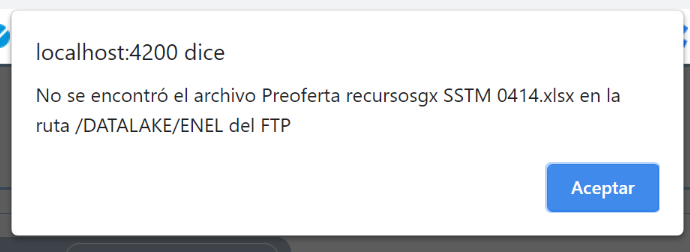 localhost:4200 dice
No se encontró el archivo Preoferta recursosgx SSTM 0414.xlsx en la
ruta /DATALAKE/ENEL del FTP
Aceptar